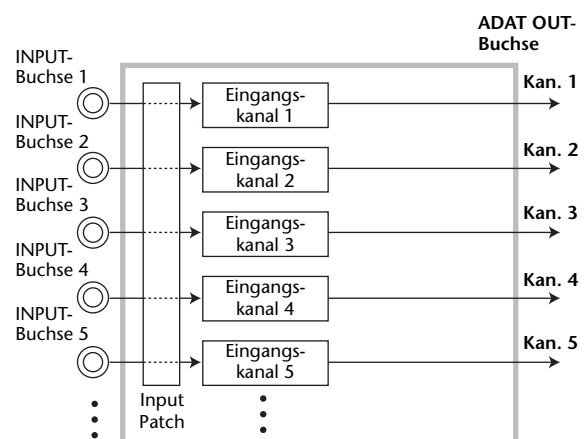 ADAT OUT-
Buchse
INPUT-
Buchse 1
Eingangs-
kanal 1
Kan. 1
INPUT-
Buchse 2
Eingangs-
kanal 2
Kan. 2
INPUT-
Buchse 3
Eingangs-
kanal 3
Kan. 3
INPUT-
Buchse 4
Eingangs-
kanal 4
Kan. 4
INPUT-
Buchse 5
Eingangs-
kanal 5
Kan. 5
Input
Patch